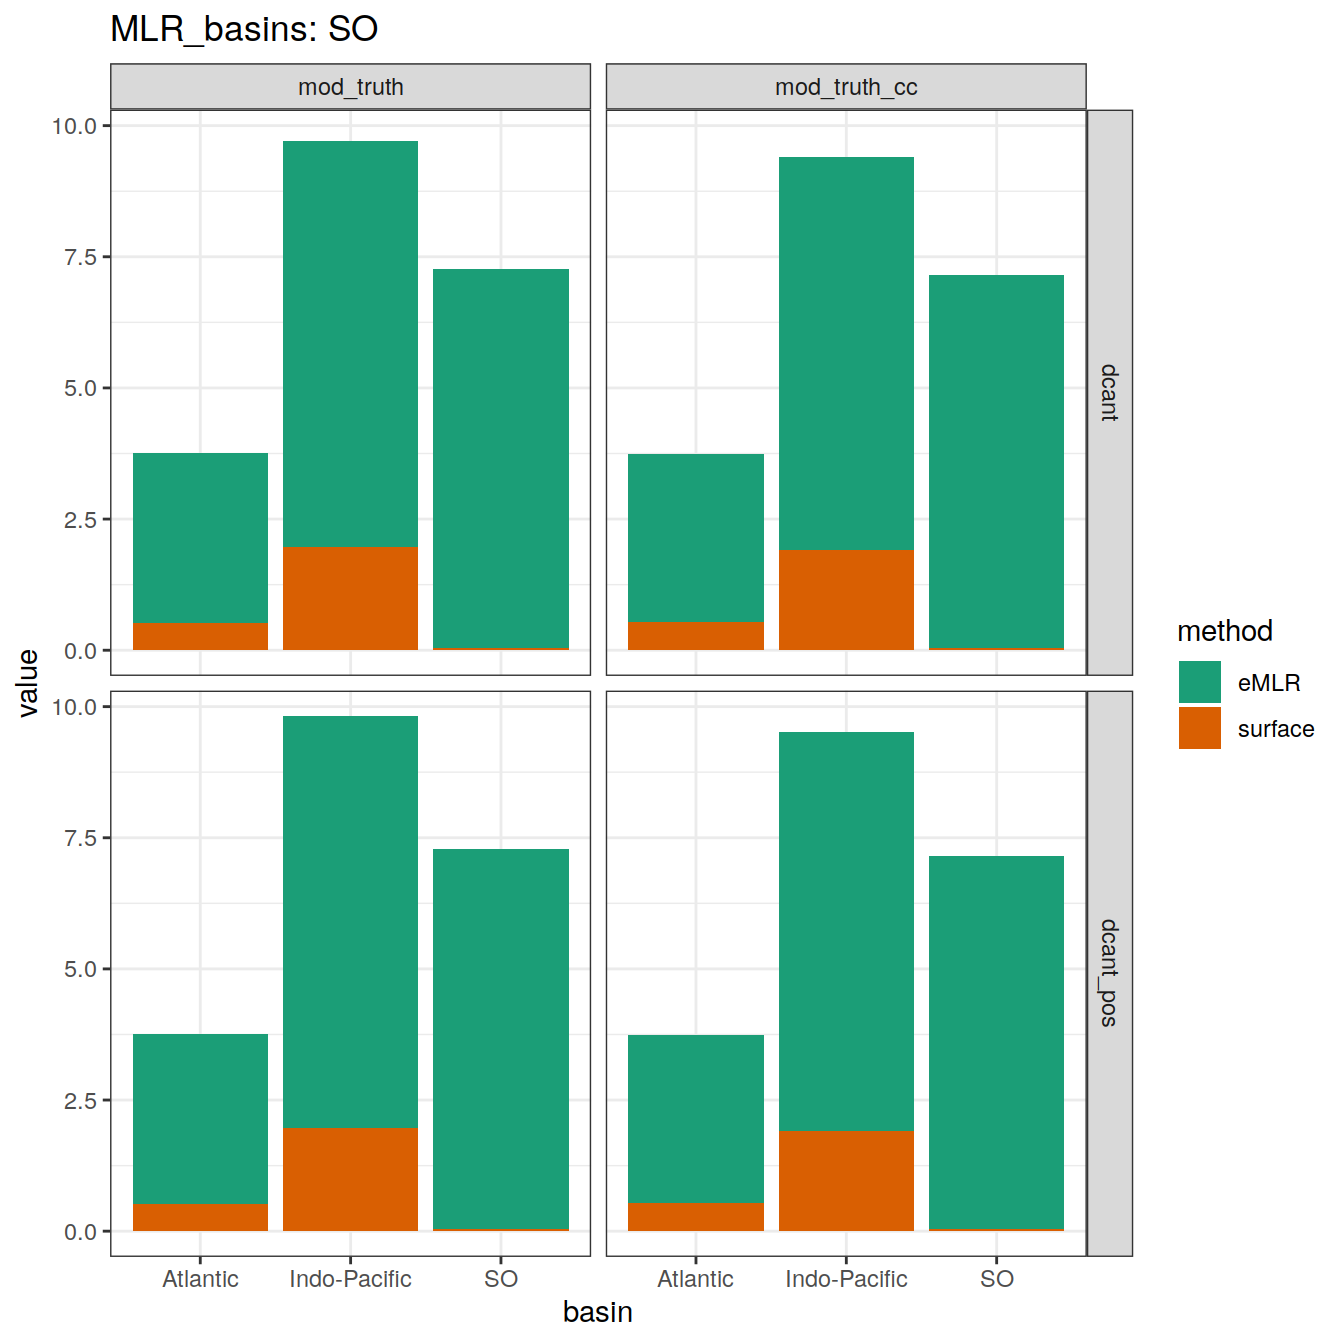 MLR_basins: SO
mod_truth
mod_truth_cc
10.0
7.5
5.0
2.5
0.0
dcant
10.0
7.5
5.0
2.5
0.0
dcant_pos
value
Atlantic
Indo-Pacific
SO
Atlantic
Indo-Pacific
SO
basin
method
eMLR
surface